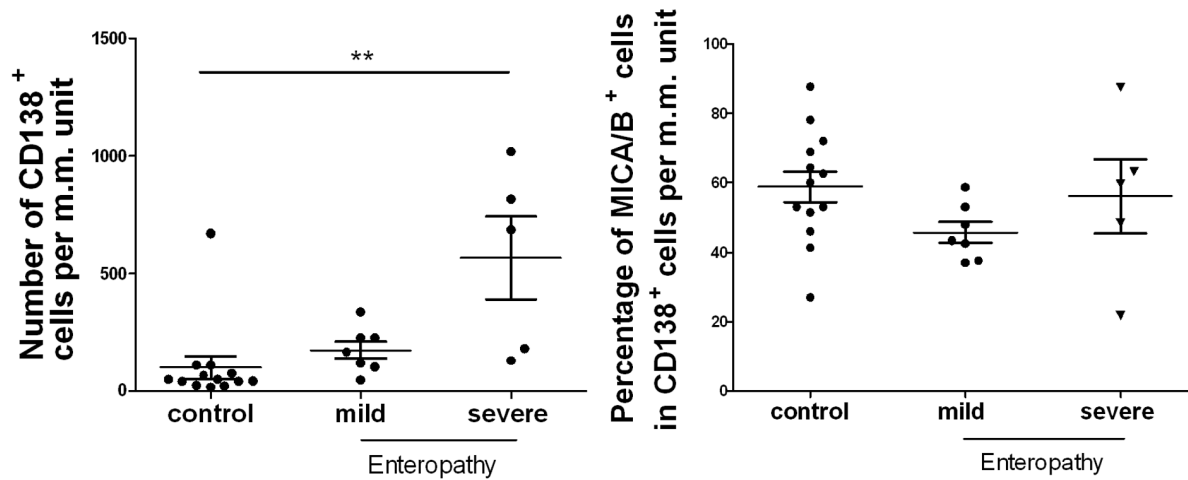 Number of CD138+
cells per m.m. unit
1500
1000
500
0
**
control
mild
severe
Enteropathy
Percentage of MICA/B + cells
in CD138+ cells per m.m. unit
100
80
60
40
20
0
control
mild
severe
Enteropathy